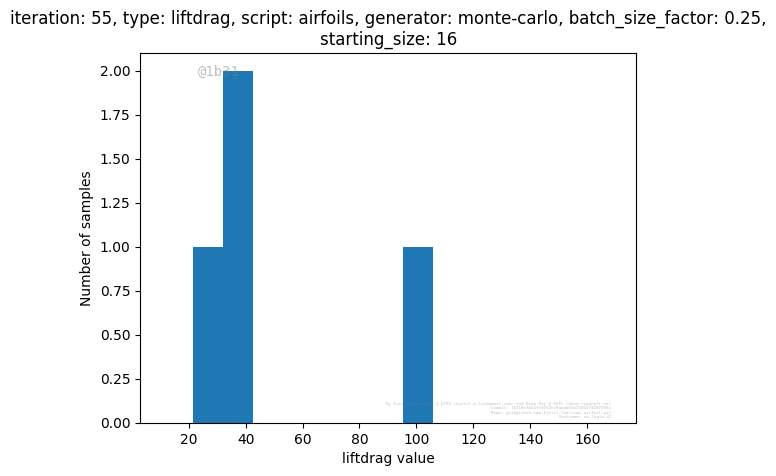 iteration: 55, type: liftdrag, script: airfoils, generator: monte-carlo, batch_size_factor: 0.25,
starting_size: 16
@1b31
2.00
1.75
1.50
1.25
1.00
0.75
0.50
0.25
0.00
Number of samples
20 40 60 80 100 120 140 160
liftdrag value